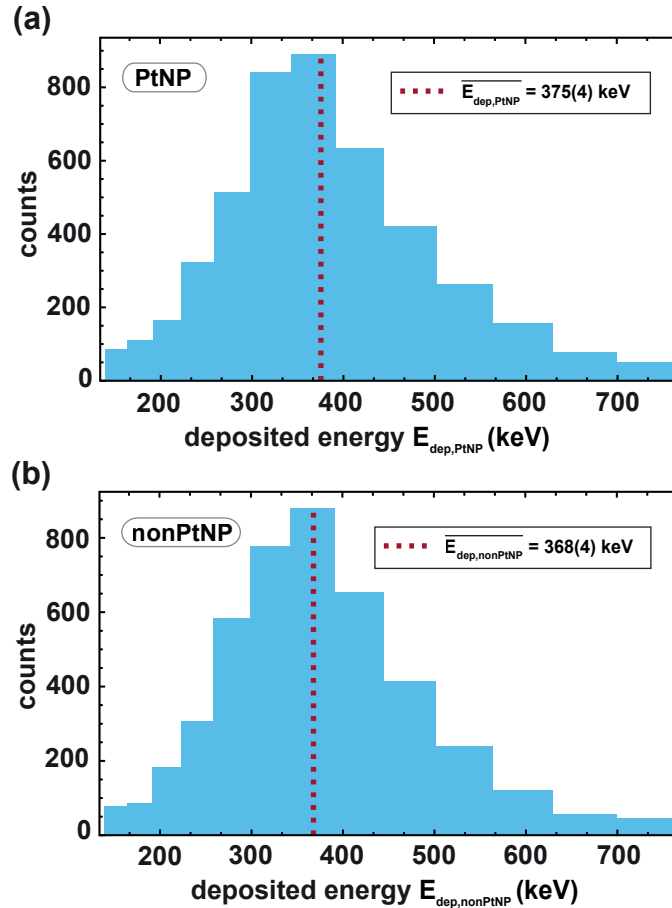 (a)
PtNP
E_dep,PtNP = 375(4) keV
counts
800
600
400
200
0
200 300 400 500 600 700
deposited energy E_dep,PtNP (keV)
(b)
nonPtNP
E_dep,nonPtNP = 368(4) keV
counts
800
600
400
200
0
200 300 400 500 600 700
deposited energy E_dep,nonPtNP (keV)